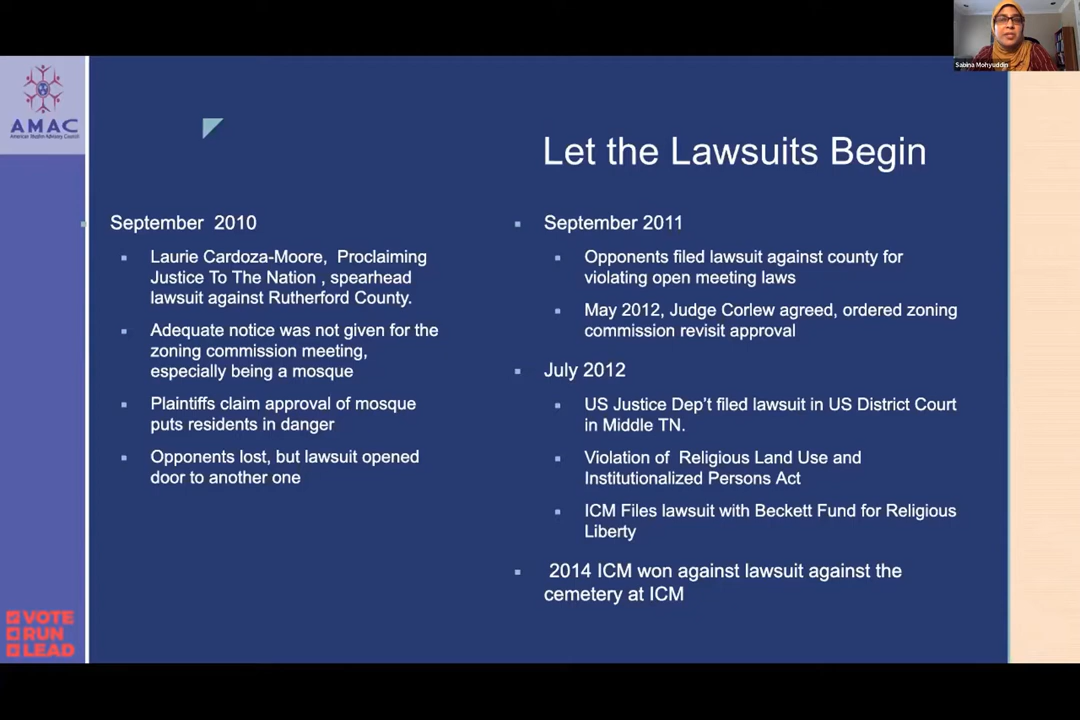 Sabina Mohyuddin
AMAC
American Muslim Advisory Council
Let the Lawsuits Begin
September 2010
Laurie Cardoza-Moore, Proclaiming
Justice To The Nation , spearhead
lawsuit against Rutherford County.
Adequate notice was not given for the
zoning commission meeting,
especially being a mosque
Plaintiffs claim approval of mosque
puts residents in danger
Opponents lost, but lawsuit opened
door to another one
September 2011
Opponents filed lawsuit against county for
violating open meeting laws
May 2012, Judge Corlew agreed, ordered zoning
commission revisit approval
July 2012
US Justice Dep’t filed lawsuit in US District Court
in Middle TN.
Violation of Religious Land Use and
Institutionalized Persons Act
ICM Files lawsuit with Beckett Fund for Religious
Liberty
2014 ICM won against lawsuit against the
cemetery at ICM
VOTE
RUN
LEAD